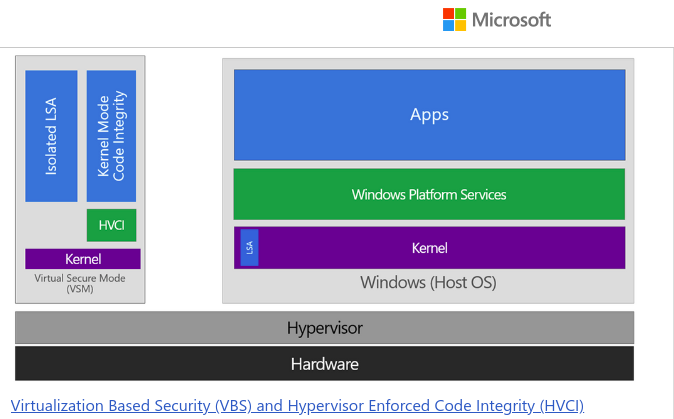 Microsoft
Isolated LSA
Kernel Mode
Code Integrity
HVCI
Kernel
Virtual Secure Mode
(VSM)
Apps
Windows Platform Services
LSA
Kernel
Windows (Host OS)
Hypervisor
Hardware
Virtualization Based Security (VBS) and Hypervisor Enforced Code Integrity (HVCI)